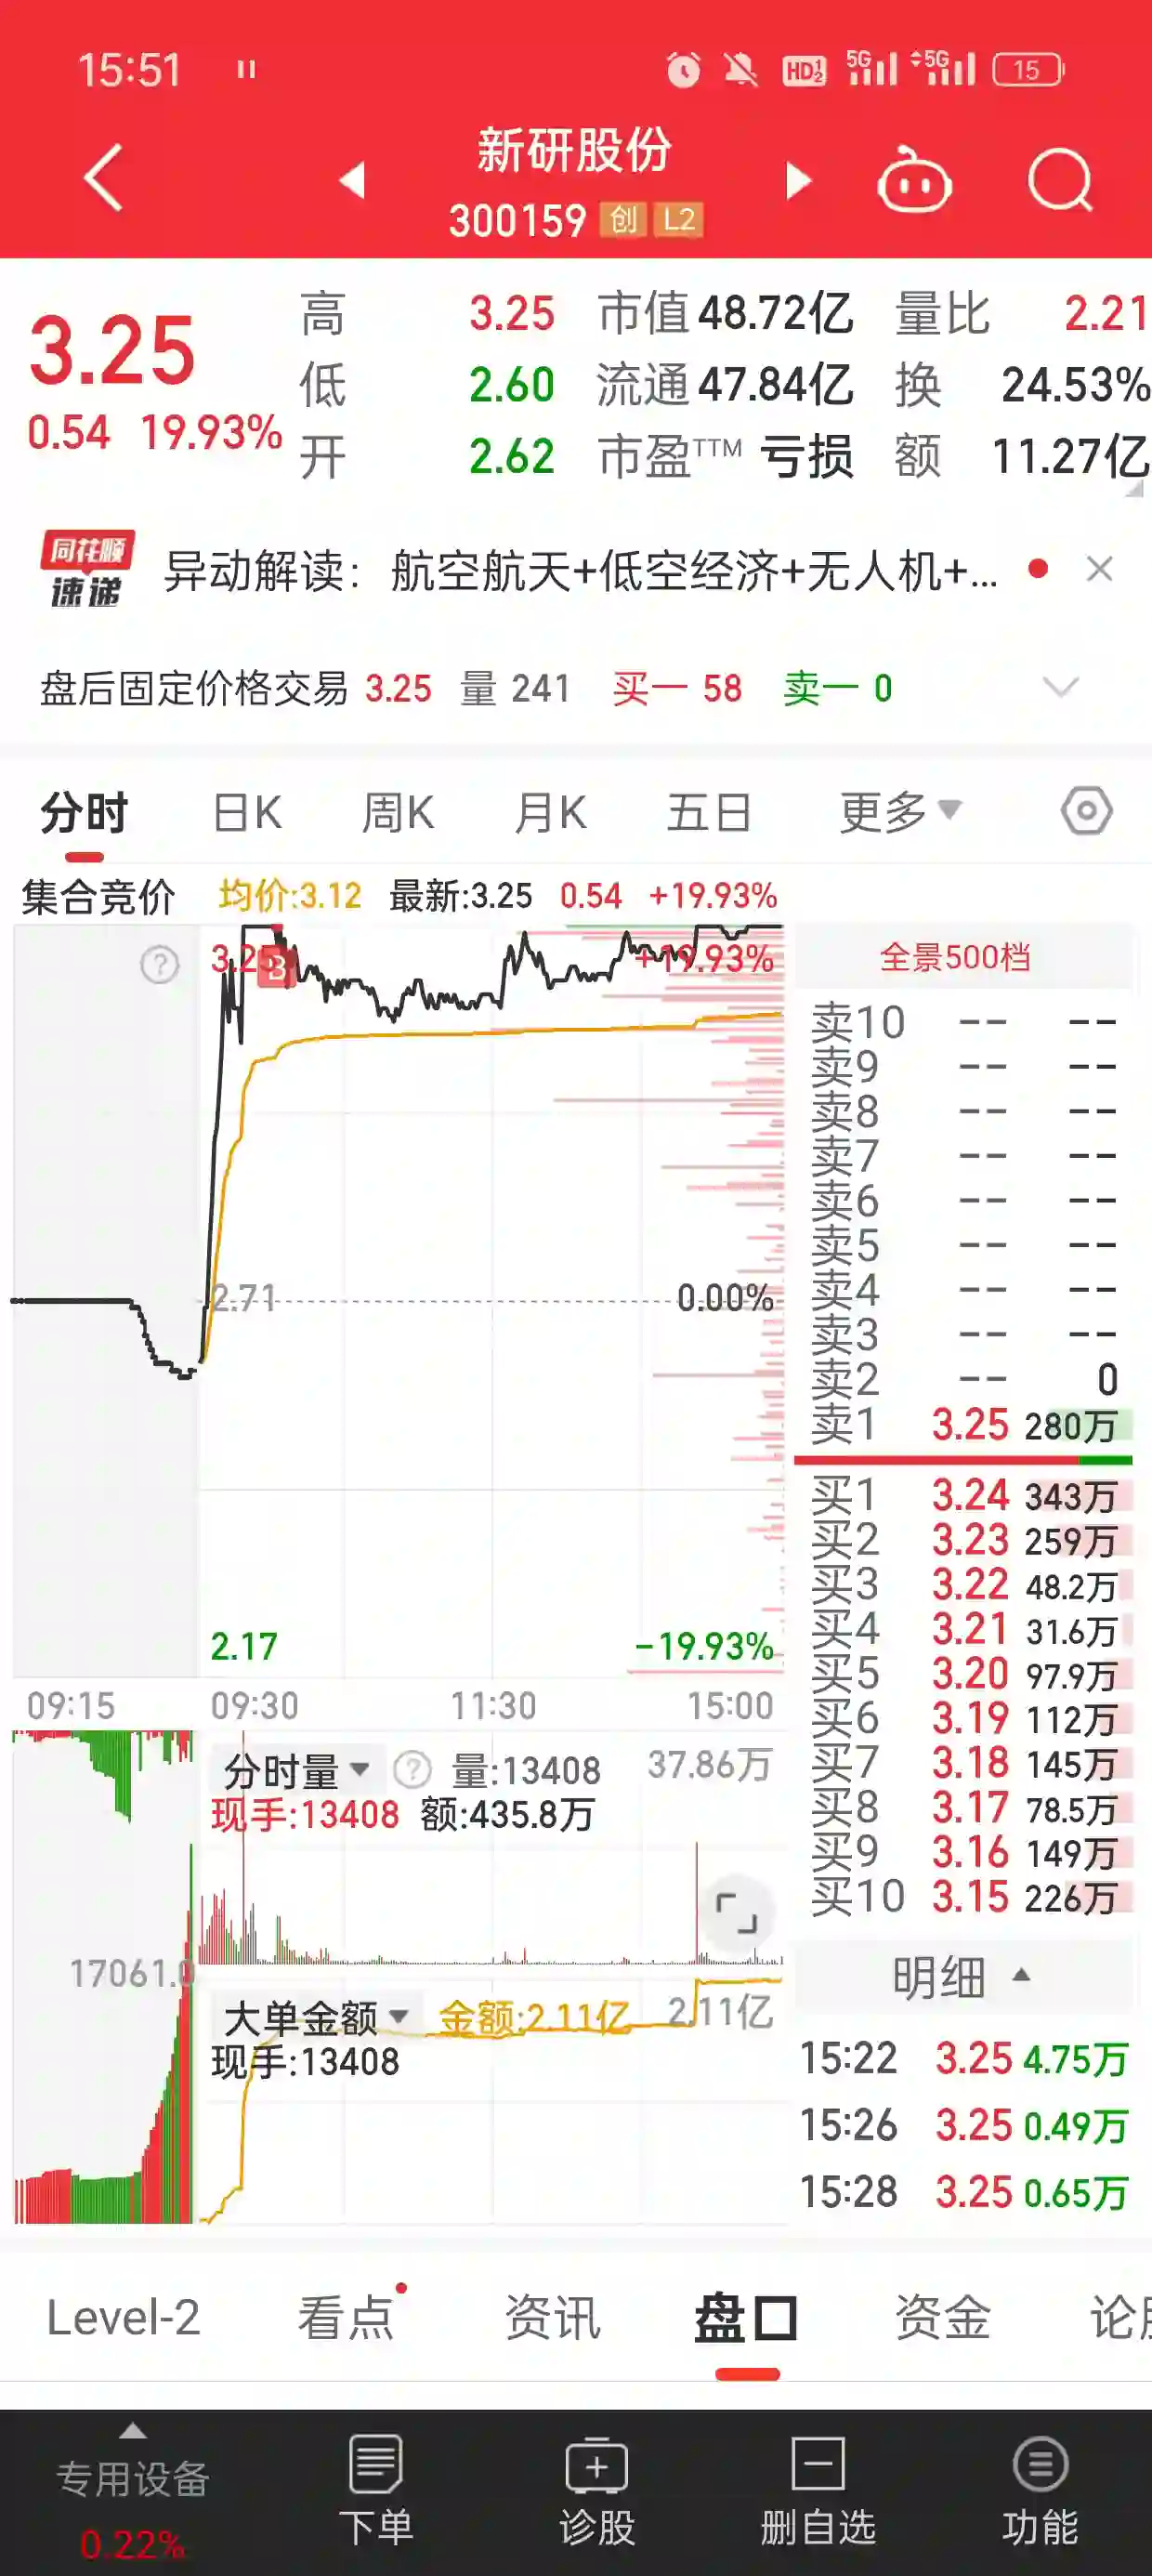 15:51 HD 1 2 5G 5G 15
新研股份
300159 创 L2
3.25
0.54 19.93%
高 3.25 市值 48.72亿 量比 2.21
低 2.60 流通 47.84亿 换 24.53%
开 2.62 市盈TTM 亏损 额 11.27亿
同花顺
速递
异动解读：航空航天+低空经济+无人机+...
盘后固定价格交易 3.25 量 241 买一 58 卖一 0
分时 日K 周K 月K 五日 更多
集合竞价 均价:3.12 最新:3.25 0.54 +19.93%
? B +19.93%
2.71 0.00%
2.17 -19.93%
09:15 09:30 11:30 15:00
分时量 ? 量:13408 37.86万
现手:13408 额:435.8万
17061.0
大单金额 金额:2.11亿 2.11亿
现手:13408
全景500档
卖10 -- --
卖9 -- --
卖8 -- --
卖7 -- --
卖6 -- --
卖5 -- --
卖4 -- --
卖3 -- --
卖2 -- 0
卖1 3.25 280万
买1 3.24 343万
买2 3.23 259万
买3 3.22 48.2万
买4 3.21 31.6万
买5 3.20 97.9万
买6 3.19 112万
买7 3.18 145万
买8 3.17 78.5万
买9 3.16 149万
买10 3.15 226万
明细
15:22 3.25 4.75万
15:26 3.25 0.49万
15:28 3.25 0.65万
Level-2 看点 资讯 盘口 资金 论
专用设备
0.22%
下单 诊股 删自选 功能